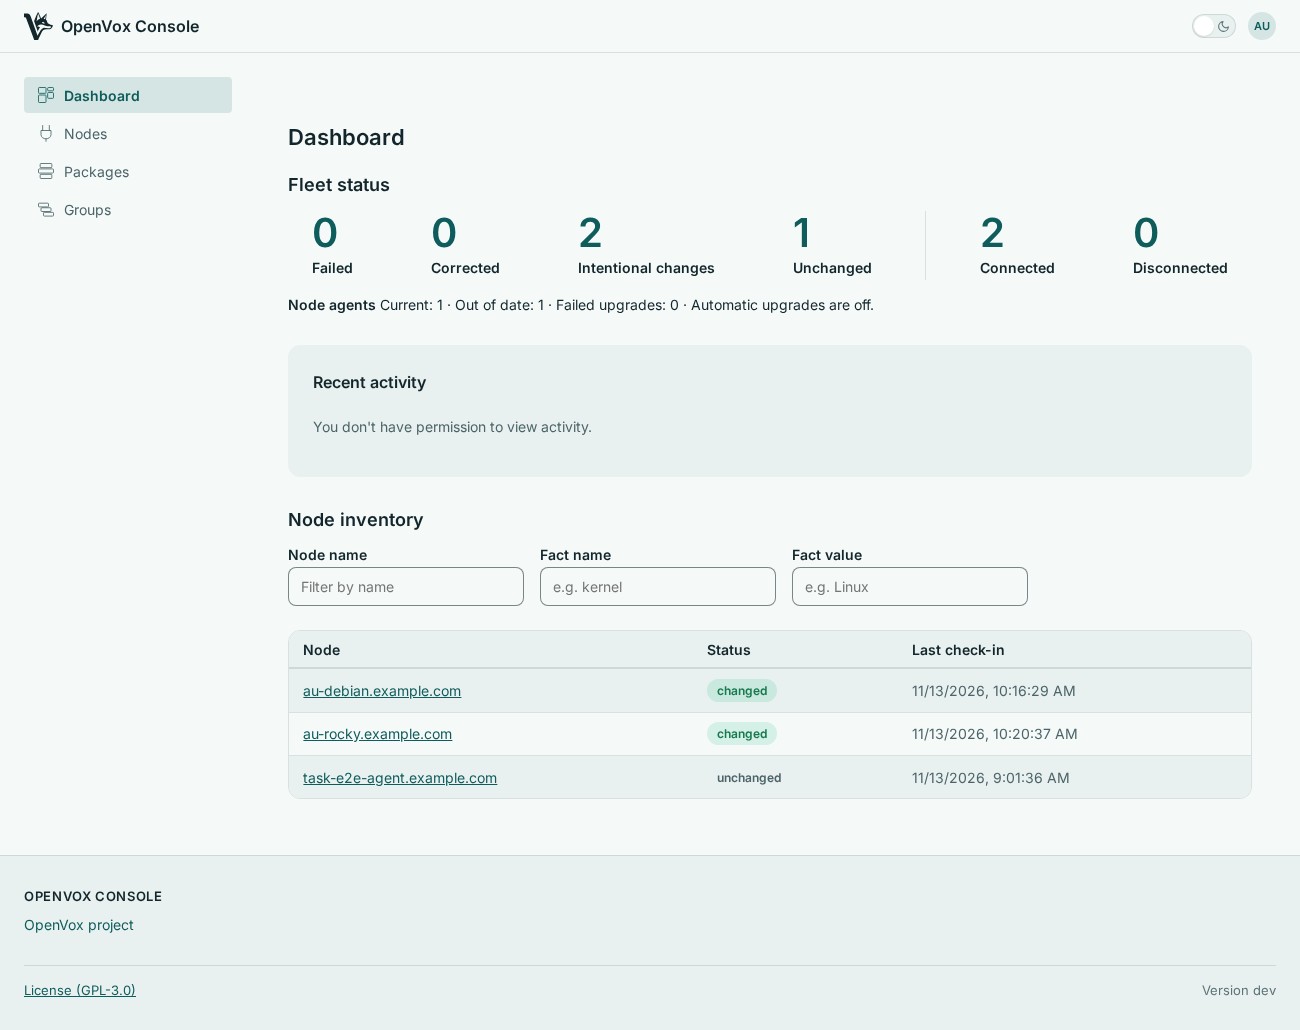 OpenVox Console
AU
Dashboard
Nodes
Packages
Groups
Dashboard
Fleet status
0 0 2 1 2 0
Failed Corrected Intentional changes Unchanged Connected Disconnected
Node agents Current: 1 · Out of date: 1 · Failed upgrades: 0 · Automatic upgrades are off.
Recent activity
You don't have permission to view activity.
Node inventory
Node name Fact name Fact value
Filter by name e.g. kernel e.g. Linux
Node Status Last check-in
au-debian.example.com changed 11/13/2026, 10:16:29 AM
au-rocky.example.com changed 11/13/2026, 10:20:37 AM
task-e2e-agent.example.com unchanged 11/13/2026, 9:01:36 AM
OPENVOX CONSOLE
OpenVox project
License (GPL-3.0) Version dev